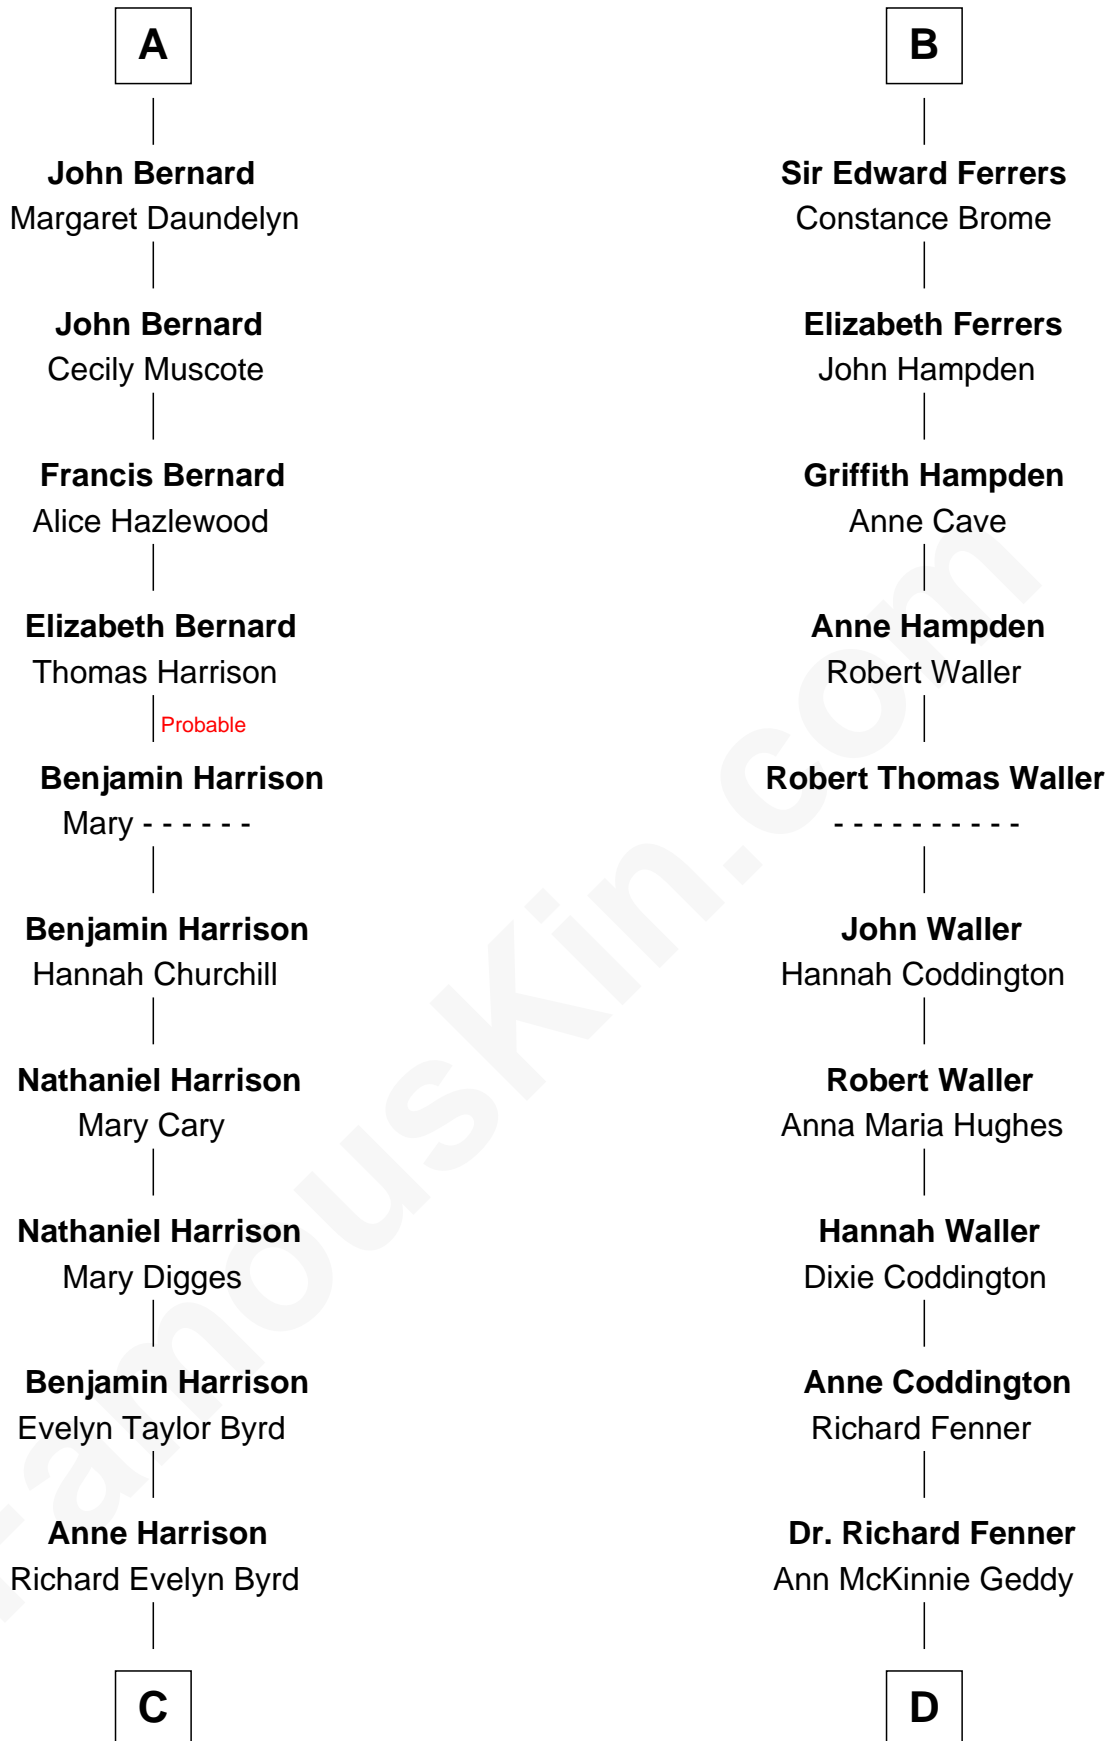 A
John Bernard
Margaret Daundelyn
John Bernard
Cecily Muscote
Francis Bernard
Alice Hazlewood
Elizabeth Bernard
Thomas Harrison
Probable
Benjamin Harrison
Mary - - - - - -
Benjamin Harrison
Hannah Churchill
Nathaniel Harrison
Mary Cary
Nathaniel Harrison
Mary Digges
Benjamin Harrison
Evelyn Taylor Byrd
Anne Harrison
Richard Evelyn Byrd
C
B
Sir Edward Ferrers
Constance Brome
Elizabeth Ferrers
John Hampden
Griffith Hampden
Anne Cave
Anne Hampden
Robert Waller
Robert Thomas Waller
- - - - - - - - - -
John Waller
Hannah Coddington
Robert Waller
Anna Maria Hughes
Hannah Waller
Dixie Coddington
Anne Coddington
Richard Fenner
Dr. Richard Fenner
Ann McKinnie Geddy
D
FamousKin.com